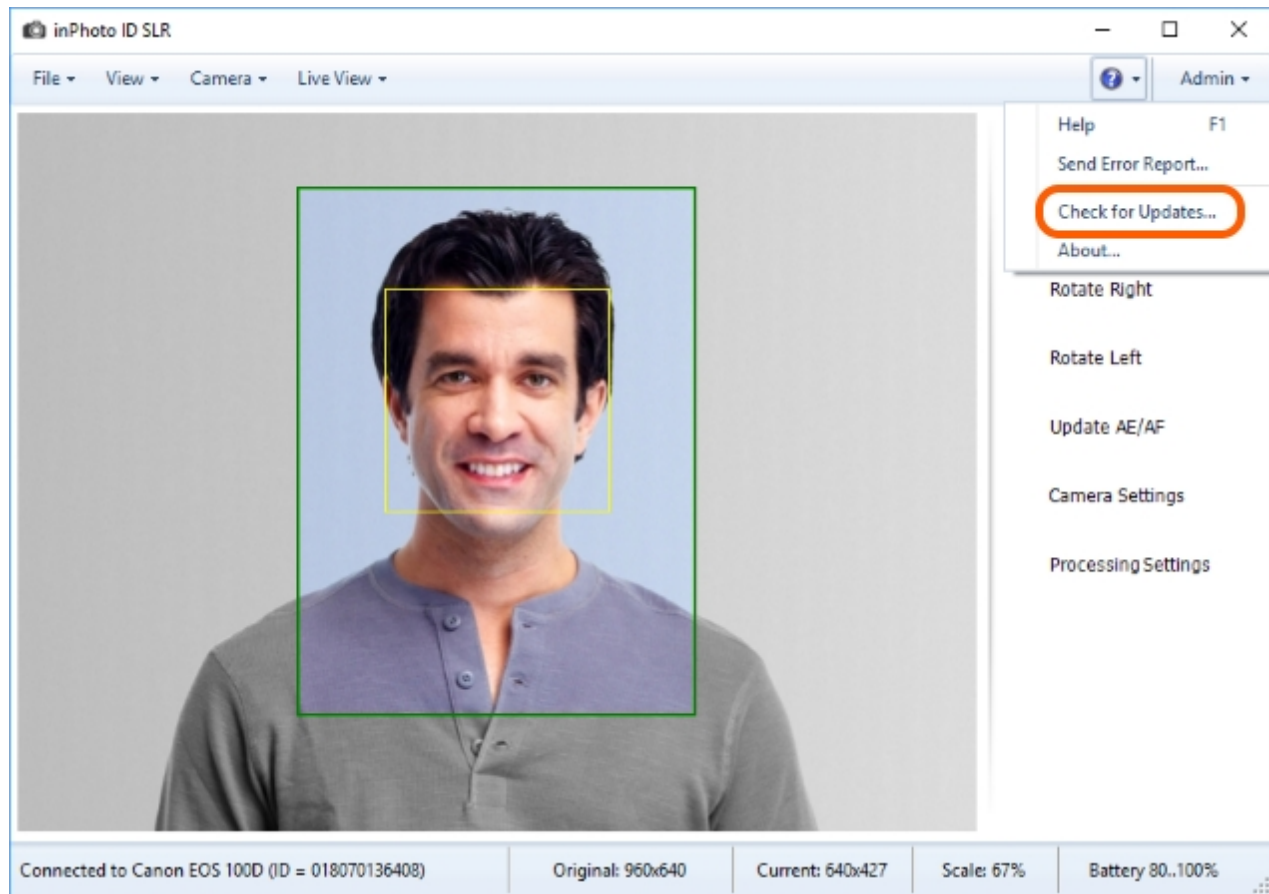 inPhoto ID SLR
File View Camera Live View Admin
Help F1
Send Error Report...
Check for Updates...
About...
Rotate Right
Rotate Left
Update AE/AF
Camera Settings
Processing Settings
Connected to Canon EOS 100D (ID = 018070136408) Original: 960x640 Current: 640x427 Scale: 67% Battery 80..100%